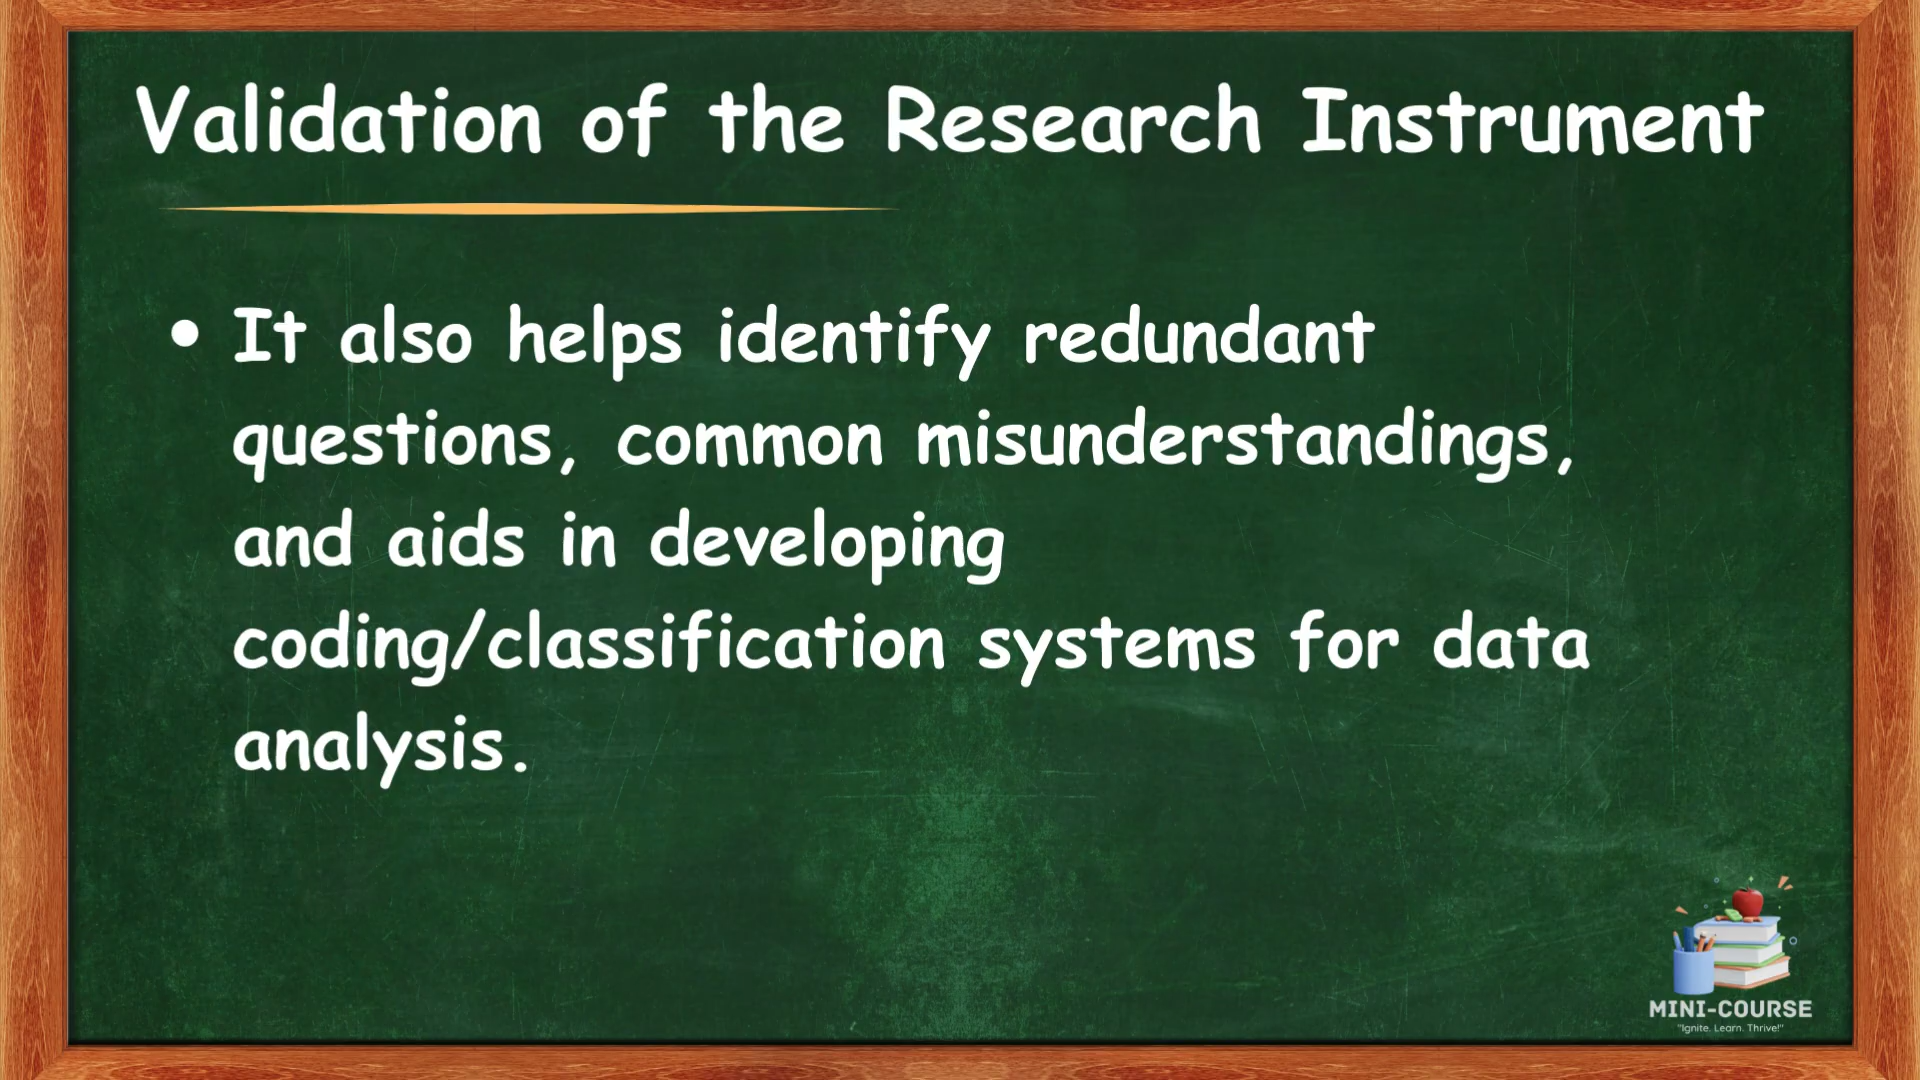 Validation of the Research Instrument
• It also helps identify redundant
questions, common misunderstandings,
and aids in developing
coding/classification systems for data
analysis.
MINI-COURSE
"Ignite. Learn. Thrive!"